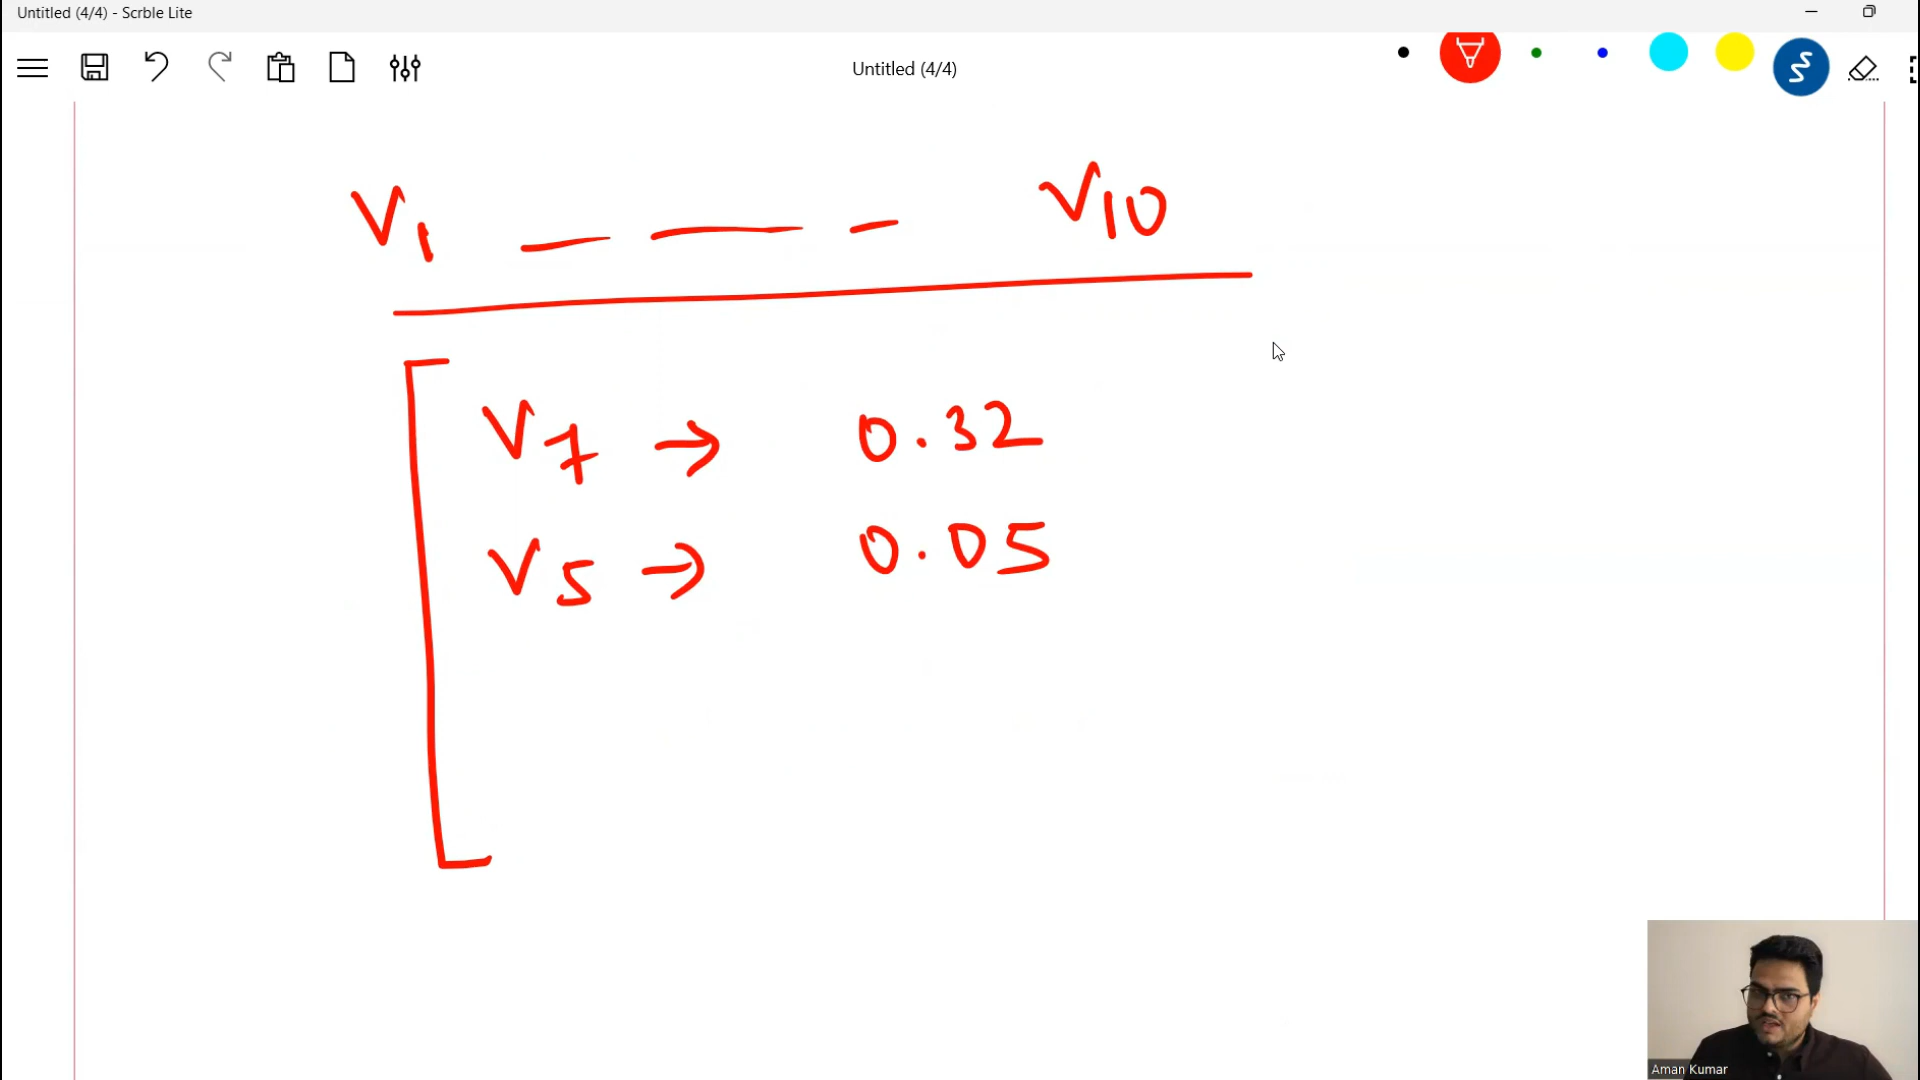 Untitled (4/4) - Scrble Lite
Untitled (4/4)
V1 — — - V10
V7 → 0.32
V5 → 0.05
Aman Kumar